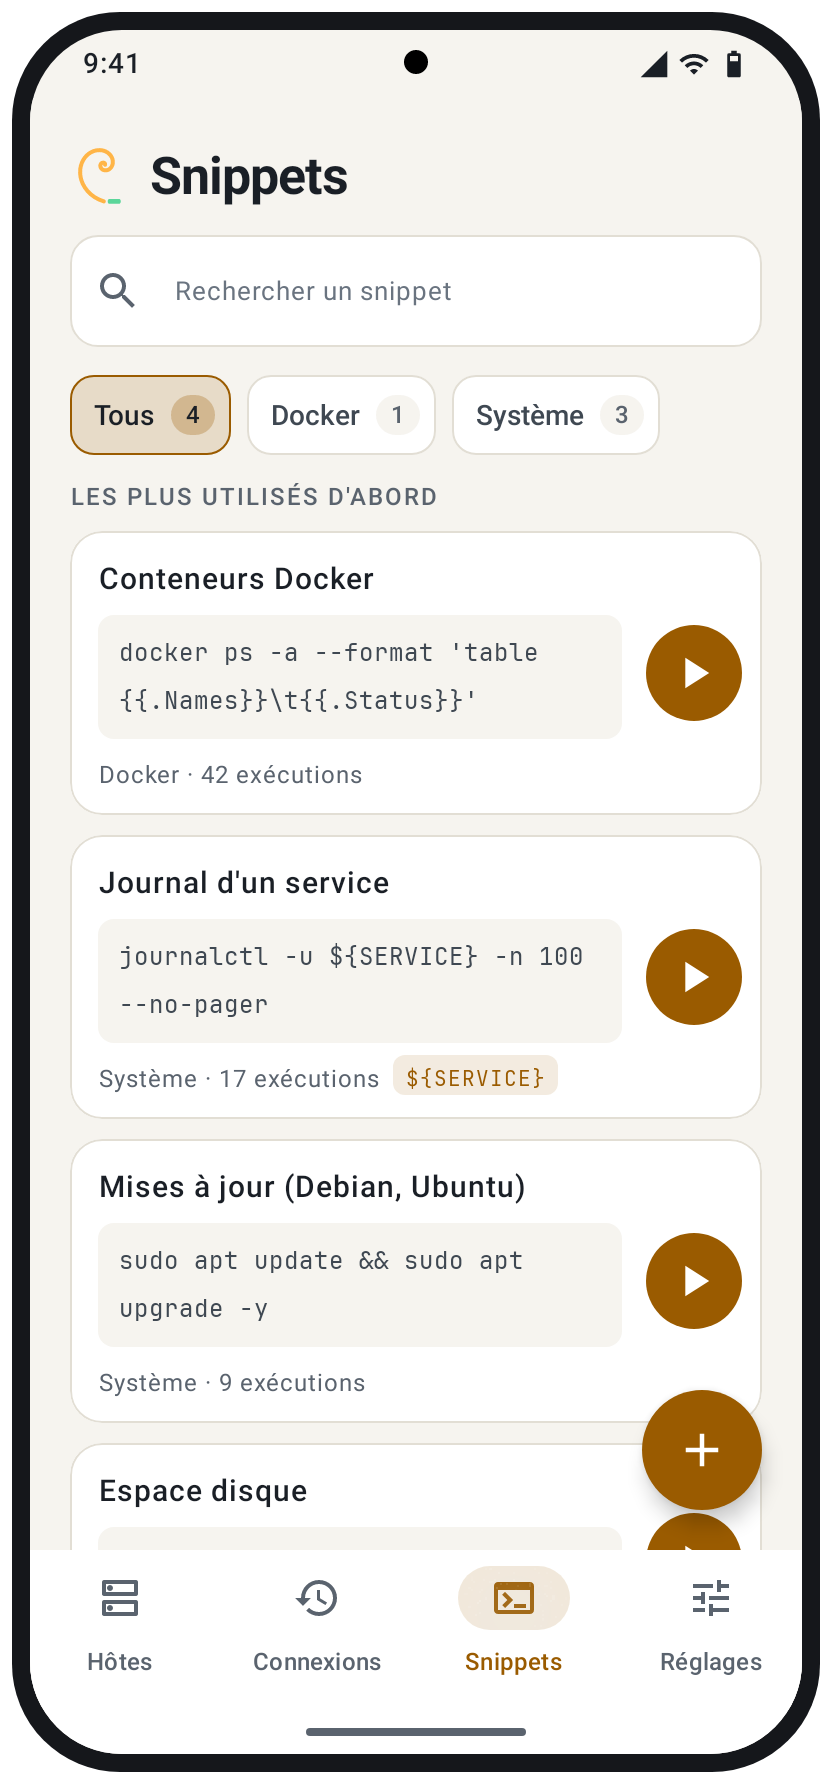 9:41
Snippets
Rechercher un snippet
Tous 4 Docker 1 Système 3
LES PLUS UTILISÉS D'ABORD
Conteneurs Docker
docker ps -a --format 'table
{{.Names}}\t{{.Status}}'
Docker · 42 exécutions
Journal d'un service
journalctl -u ${SERVICE} -n 100
--no-pager
Système · 17 exécutions ${SERVICE}
Mises à jour (Debian, Ubuntu)
sudo apt update && sudo apt
upgrade -y
Système · 9 exécutions
Espace disque
Hôtes Connexions Snippets Réglages